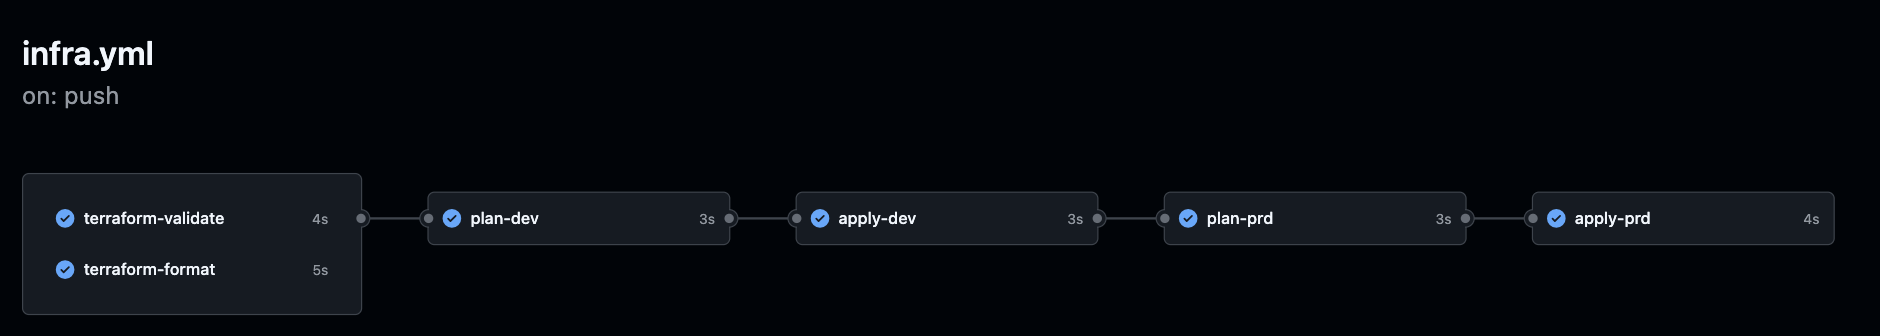 infra.yml
on: push
terraform-validate 4s
terraform-format 5s
plan-dev 3s
apply-dev 3s
plan-prd 3s
apply-prd 4s